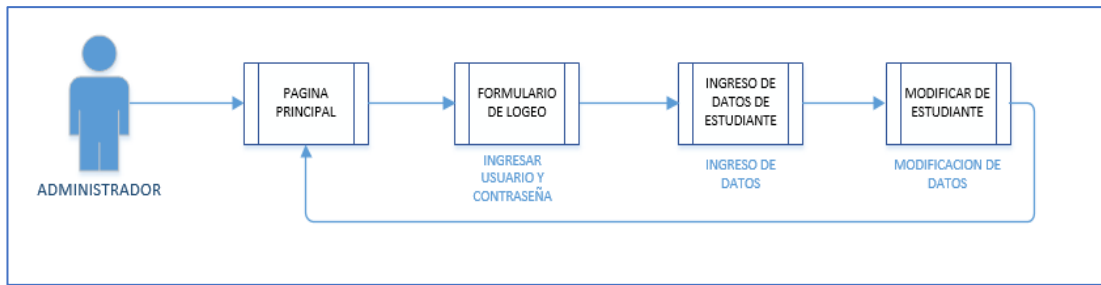 PAGINA
PRINCIPAL
FORMULARIO
DE LOGEO
INGRESO DE
DATOS DE
ESTUDIANTE
MODIFICAR DE
ESTUDIANTE
INGRESAR
USUARIO Y
CONTRASEÑA
INGRESO DE
DATOS
MODIFICACION DE
DATOS
ADMINISTRADOR